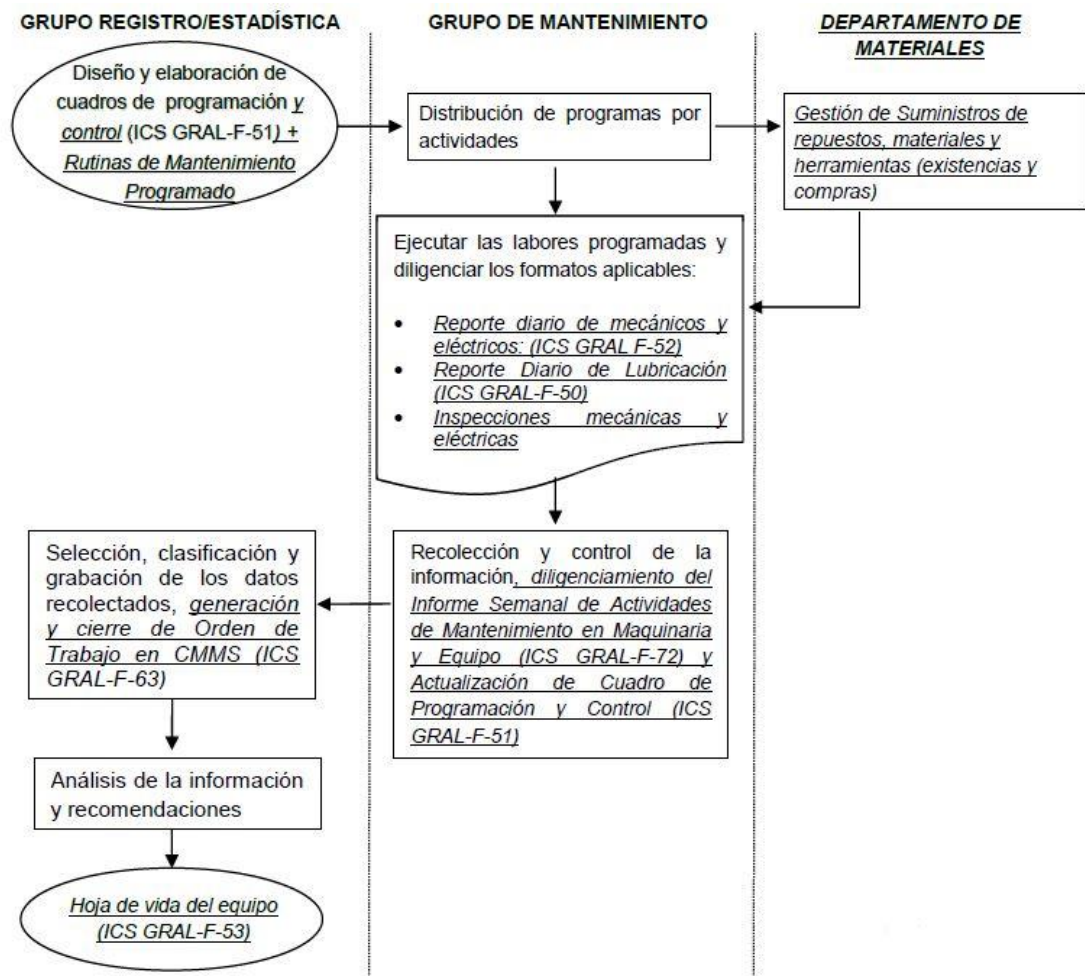 GRUPO REGISTRO/ESTADÍSTICA
GRUPO DE MANTENIMIENTO
DEPARTAMENTO DE
MATERIALES
Diseño y elaboración de
cuadros de programación y
control (ICS GRAL-F-51) +
Rutinas de Mantenimiento
Programado
Distribución de programas por
actividades
Gestión de Suministros de
repuestos, materiales y
herramientas (existencias y
compras)
Ejecutar las labores programadas y
diligenciar los formatos aplicables:
• Reporte diario de mecánicos y
eléctricos: (ICS GRAL F-52)
• Reporte Diario de Lubricación
(ICS GRAL-F-50)
• Inspecciones mecánicas y
eléctricas
Selección, clasificación y
grabación de los datos
recolectados, generación
y cierre de Orden de
Trabajo en CMMS (ICS
GRAL-F-63)
Recolección y control de la
información, diligenciamiento del
Informe Semanal de Actividades
de Mantenimiento en Maquinaria
y Equipo (ICS GRAL-F-72) y
Actualización de Cuadro de
Programación y Control (ICS
GRAL-F-51)
Análisis de la información
y recomendaciones
Hoja de vida del equipo
(ICS GRAL-F-53)